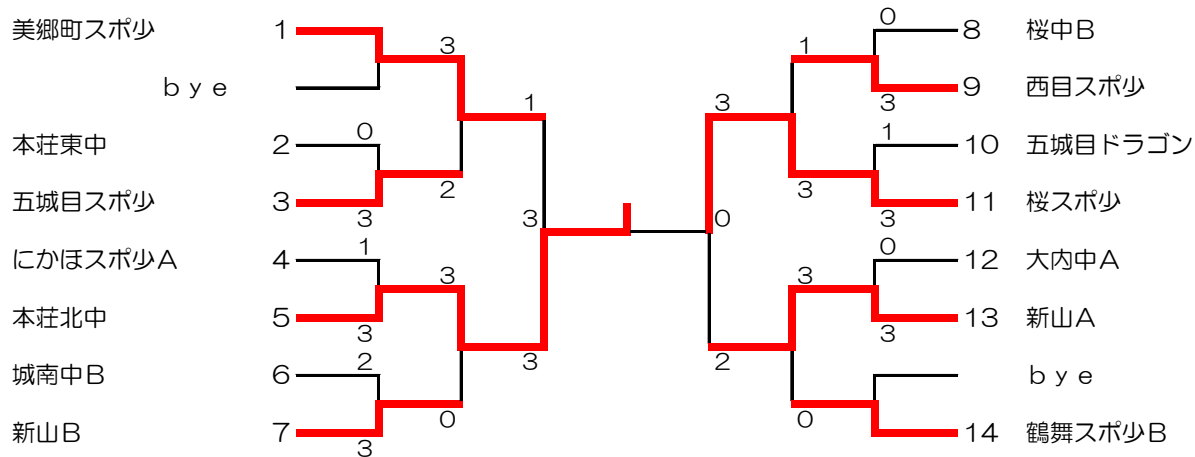 美郷町スポ少 1
bye
本荘東中 2
五城目スポ少 3
にかほスポ少A 4
本荘北中 5
城南中B 6
新山B 7
3
0
3
2
1
1
3
3
2
3
0
3
3
3
0
2
1
3
3
0
0
3
1
3
0
3
8 桜中B
9 西目スポ少
10 五城目ドラゴン
11 桜スポ少
12 大内中A
13 新山A
bye
14 鶴舞スポ少B